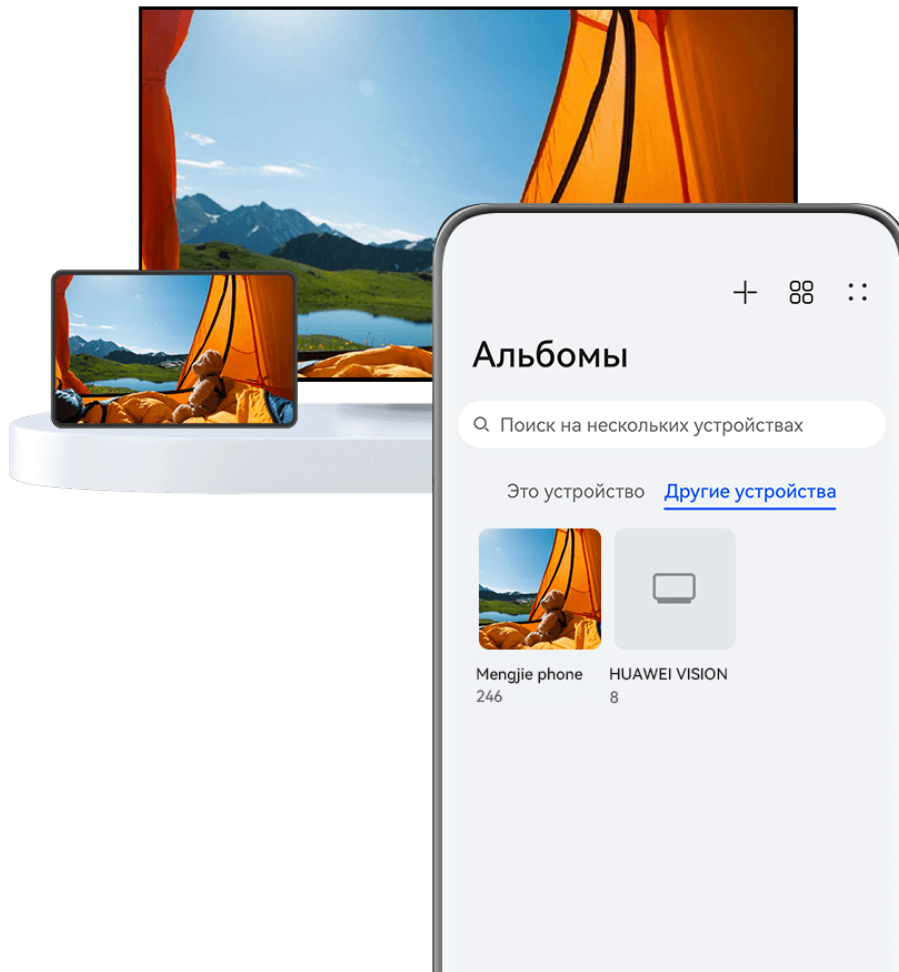 Альбомы
Поиск на нескольких устройствах
Это устройство Другие устройства
Mengjie phone HUAWEI VISION
246 8